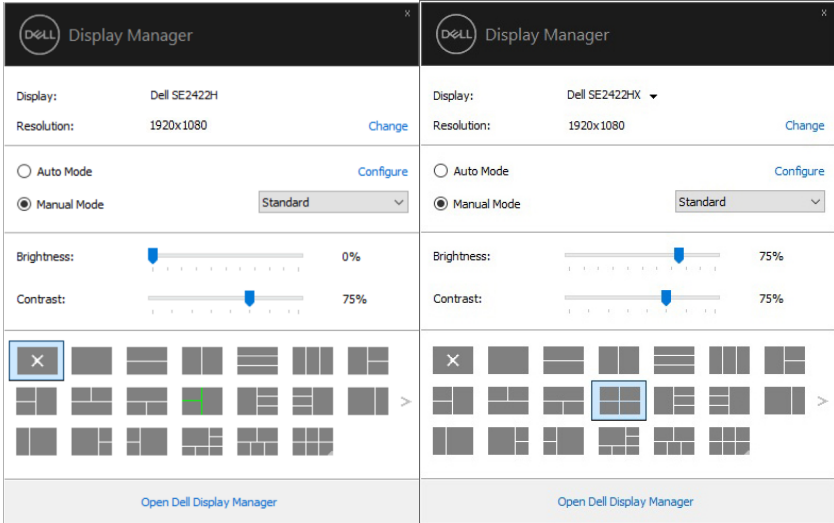 DELL Display Manager
Display: Dell SE2422H
Resolution: 1920x1080 Change
Auto Mode Configure
Manual Mode Standard
Brightness: 0%
Contrast: 75%
Open Dell Display Manager
DELL Display Manager
Display: Dell SE2422HX
Resolution: 1920x1080 Change
Auto Mode Configure
Manual Mode Standard
Brightness: 75%
Contrast: 75%
Open Dell Display Manager